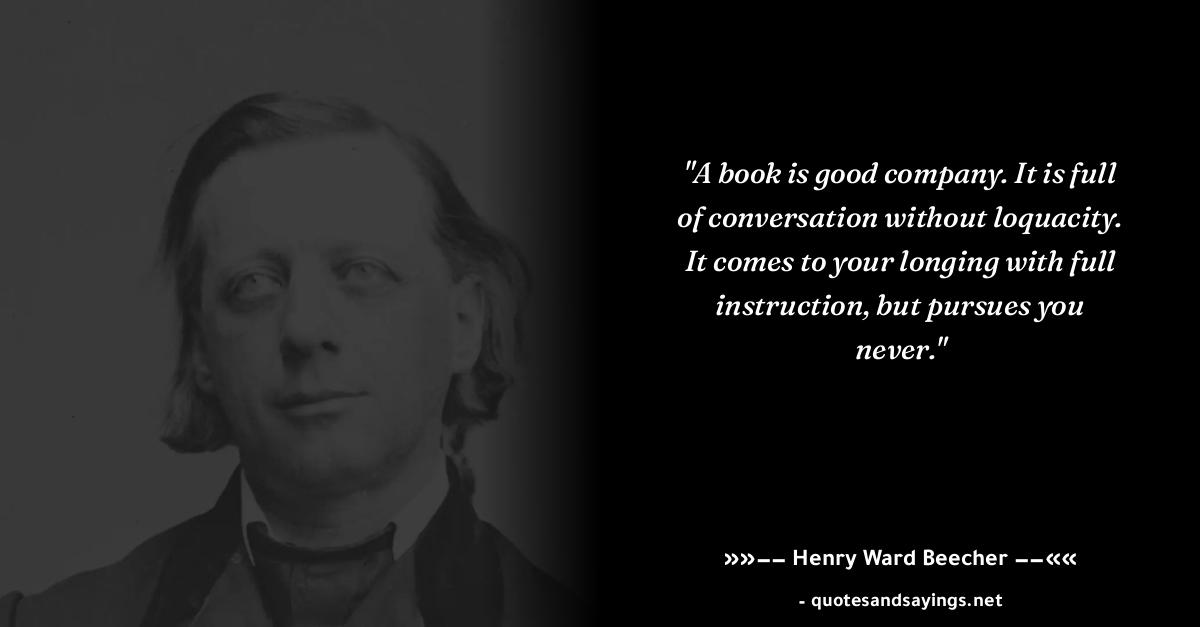 "A book is good company. It is full
of conversation without loquacity.
It comes to your longing with full
instruction, but pursues you
never."
»»−− Henry Ward Beecher −−««
- quotesandsayings.net